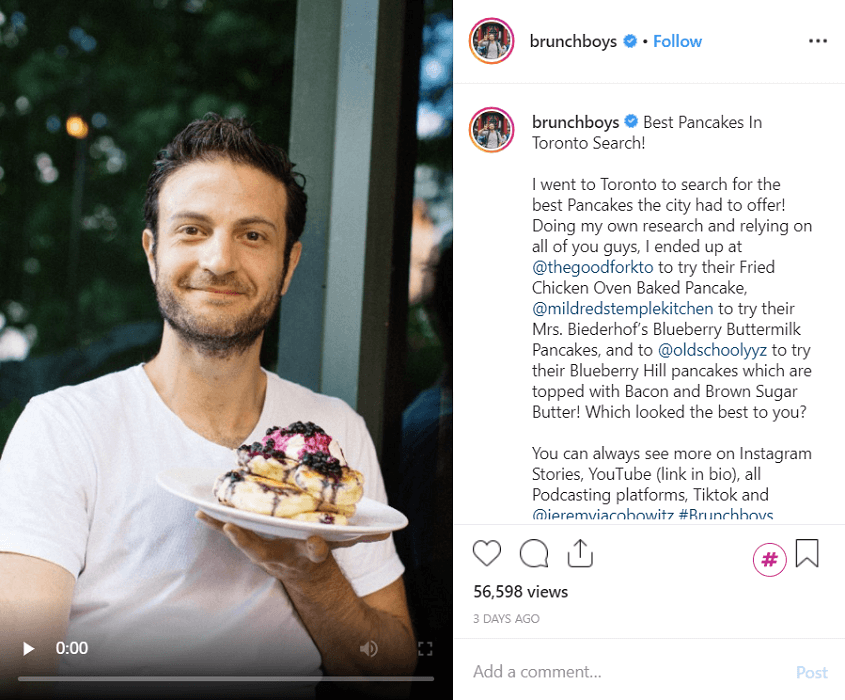 brunchboys • Follow
brunchboys Best Pancakes In
Toronto Search!
I went to Toronto to search for the
best Pancakes the city had to offer!
Doing my own research and relying on
all of you guys, I ended up at
@thegoodforkto to try their Fried
Chicken Oven Baked Pancake,
@mildredstemplekitchen to try their
Mrs. Biederhof's Blueberry Buttermilk
Pancakes, and to @oldschoolyyz to try
their Blueberry Hill pancakes which are
topped with Bacon and Brown Sugar
Butter! Which looked the best to you?
You can always see more on Instagram
Stories, YouTube (link in bio), all
Podcasting platforms, Tiktok and
@jeremyjacobowitz #Brunchboys
#
56,598 views
3 DAYS AGO
0:00
Add a comment... Post